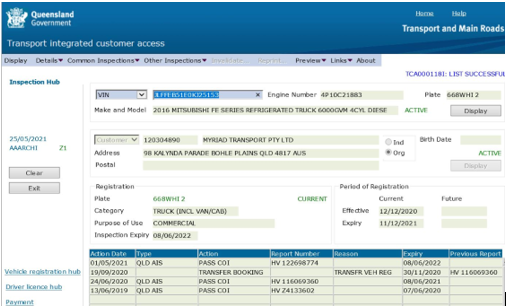 Queensland
Government
Home Help
Transport and Main Roads
Transport integrated customer access
Display Details Common Inspections Other Inspections Invalidate Reprint Preview Links About
TCA0001181: LIST SUCCESSFUL
Inspection Hub
VIN JLFFEB51E0KJ25153 Engine Number 4P10C21883 Plate 668WHI 2
Make and Model 2016 MITSUBISHI FE SERIES REFRIGERATED TRUCK 6000GVM 4CYL DIESE ACTIVE Display
25/05/2021
AAARCHI Z1
Customer 120304890 MYRIAD TRANSPORT PTY LTD Ind Birth Date
Address 98 KALYNDA PARADE BOHLE PLAINS QLD 4817 AUS Org ACTIVE
Postal Display
Clear
Exit
Registration Period of Registration
Plate 668WHI 2 CURRENT Current Future
Category TRUCK (INCL VAN/CAB) Effective 12/12/2020
Purpose of Use COMMERCIAL Expiry 11/12/2021
Inspection Expiry 08/06/2022
Action Date Type Action Report Number Reason Expiry Previous Report
01/05/2021 QLD AIS PASS COI HV 122698774 08/06/2022
19/09/2020 TRANSFER BOOKING TRANSFR VEH REG 30/11/2020 HV 116069360
24/06/2020 QLD AIS PASS COI HV 116069360 08/06/2021
13/06/2019 QLD AIS PASS COI HV Z4133602 07/06/2020
Vehicle registration hub
Driver licence hub
Payment